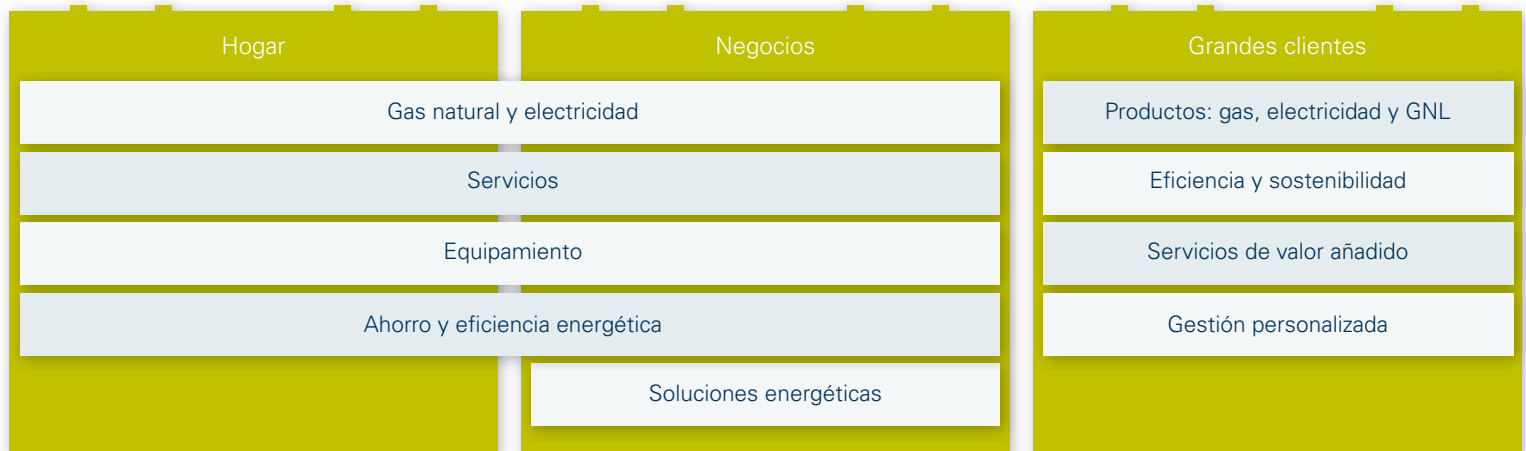 Hogar
Negocios
Grandes clientes
Gas natural y electricidad
Productos: gas, electricidad y GNL
Servicios
Eficiencia y sostenibilidad
Equipamiento
Servicios de valor añadido
Ahorro y eficiencia energética
Gestión personalizada
Soluciones energéticas